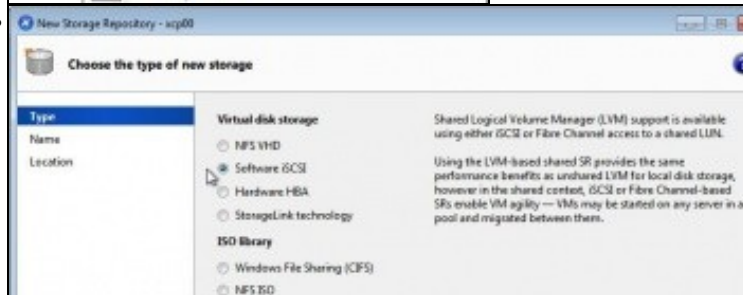 New Storage Repository - xcp00
Choose the type of new storage
Type
Name
Location
Virtual disk storage
NFS VHD
Software iSCSI
Hardware HBA
StorageLink technology
ISO library
Windows File Sharing (CIFS)
NFS ISO
Shared Logical Volume Manager (LVM) support is available
using either iSCSI or Fibre Channel access to a shared LUN.
Using the LVM-based shared SR provides the same
performance benefits as unshared LVM for local disk storage,
however in the shared context, iSCSI or Fibre Channel-based
SRs enable VM agility — VMs may be started on any server in a
pool and migrated between them.